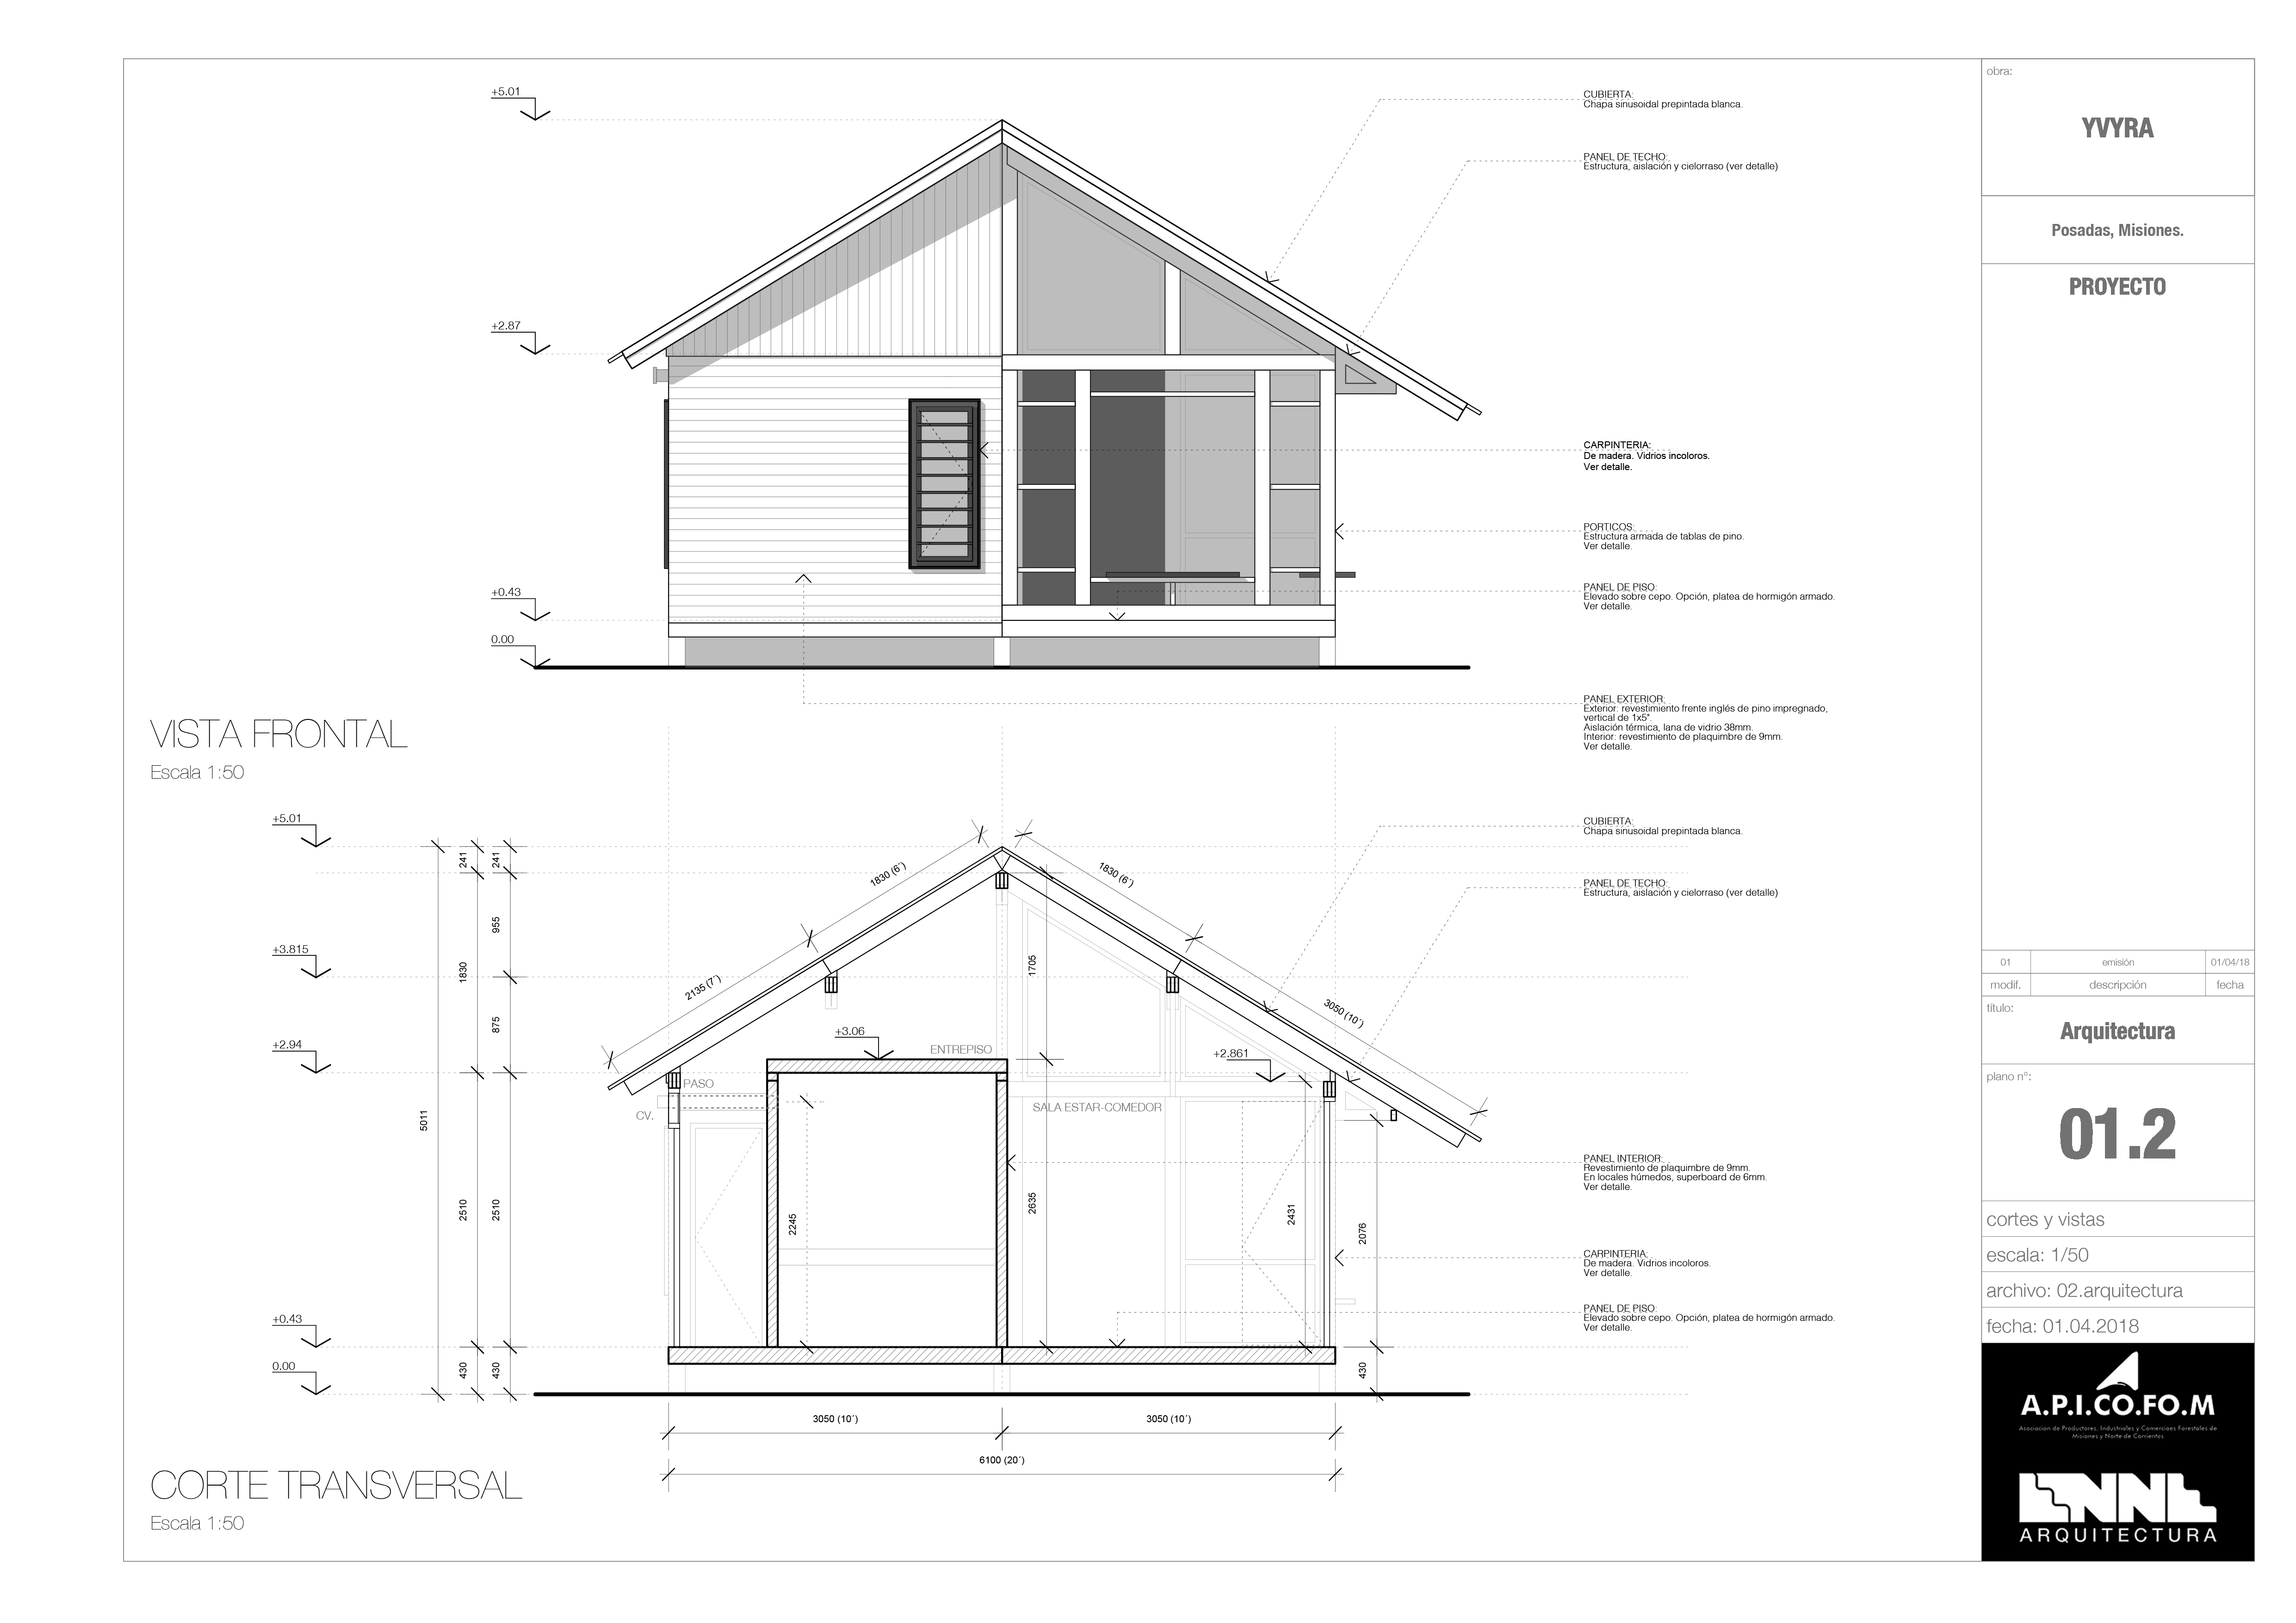 +5.01
CUBIERTA:
Chapa sinusoidal prepintada blanca.
PANEL DE TECHO:
Estructura, aislación y cielorraso (ver detalle)
+2.87
CARPINTERIA:
De madera. Vidrios incoloros.
Ver detalle.
PORTICOS:
Estructura armada de tablas de pino.
Ver detalle.
+0.43
PANEL DE PISO:
Elevado sobre cepo. Opción, platea de hormigón armado.
Ver detalle.
0.00
PANEL EXTERIOR:
Exterior: revestimiento frente inglés de pino impregnado,
vertical de 1x5".
Aislación térmica, lana de vidrio 38mm.
Interior: revestimiento de plaquimbre de 9mm.
Ver detalle.
VISTA FRONTAL
Escala 1:50
+5.01
+3.815
+2.94
+0.43
0.00
5011
241
1830
2510
430
241
955
875
2510
430
1830 (6´)
2135 (7´)
1830 (6´)
3050 (10´)
+3.06
ENTREPISO
PASO
CV.
SALA ESTAR-COMEDOR
+2.861
1705
2635
2245
2431
2076
430
3050 (10´)
3050 (10´)
6100 (20´)
CUBIERTA:
Chapa sinusoidal prepintada blanca.
PANEL DE TECHO:
Estructura, aislación y cielorraso (ver detalle)
PANEL INTERIOR:
Revestimiento de plaquimbre de 9mm.
En locales húmedos, superboard de 6mm.
Ver detalle.
CARPINTERIA:
De madera. Vidrios incoloros.
Ver detalle.
PANEL DE PISO:
Elevado sobre cepo. Opción, platea de hormigón armado.
Ver detalle.
CORTE TRANSVERSAL
Escala 1:50
obra:
YVYRA
Posadas, Misiones.
PROYECTO
01 emisión 01/04/18
modif. descripción fecha
título:
Arquitectura
plano nº:
01.2
cortes y vistas
escala: 1/50
archivo: 02.arquitectura
fecha: 01.04.2018
A.P.I.CO.FO.M
Asociacion de Productores, Industriales y Comerciaes Forestales de
Misiones y Norte de Corrientes
ENNE
ARQUITECTURA